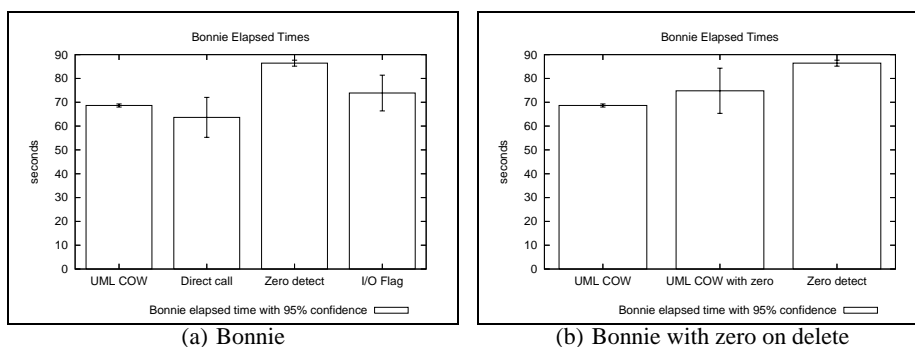 Bonnie Elapsed Times
90
80
70
60
50
40
30
20
10
0
seconds
UML COW Direct call Zero detect I/O Flag
Bonnie elapsed time with 95% confidence
(a) Bonnie
Bonnie Elapsed Times
90
80
70
60
50
40
30
20
10
0
seconds
UML COW UML COW with zero Zero detect
Bonnie elapsed time with 95% confidence
(b) Bonnie with zero on delete